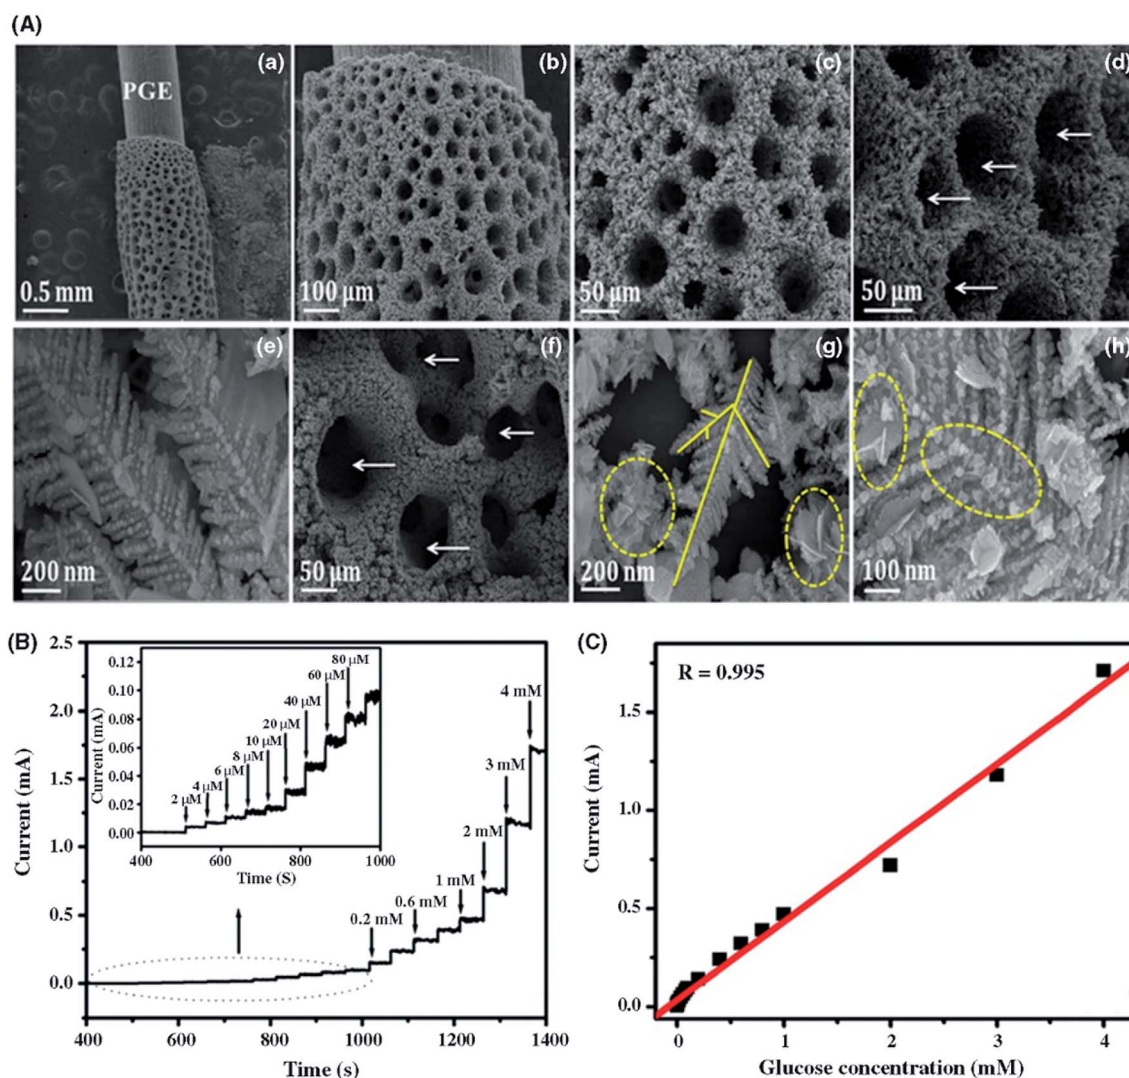 (A)
(a)
PGE
0.5 mm
(b)
100 µm
(c)
50 µm
(d)
50 µm
(e)
200 nm
(f)
50 µm
(g)
200 nm
(h)
100 nm
(B)
2.5
2.0
1.5
1.0
0.5
0.0
Current (mA)
400
600
800
1000
1200
1400
Time (s)
0.12
0.10
0.08
0.06
0.04
0.02
0.00
Current (mA)
400
600
800
1000
Time (S)
2 µM
4 µM
6 µM
8 µM
10 µM
20 µM
40 µM
60 µM
80 µM
0.2 mM
0.6 mM
1 mM
2 mM
3 mM
4 mM
(C)
R = 0.995
1.5
1.0
0.5
0.0
Current (mA)
0
1
2
3
4
Glucose concentration (mM)